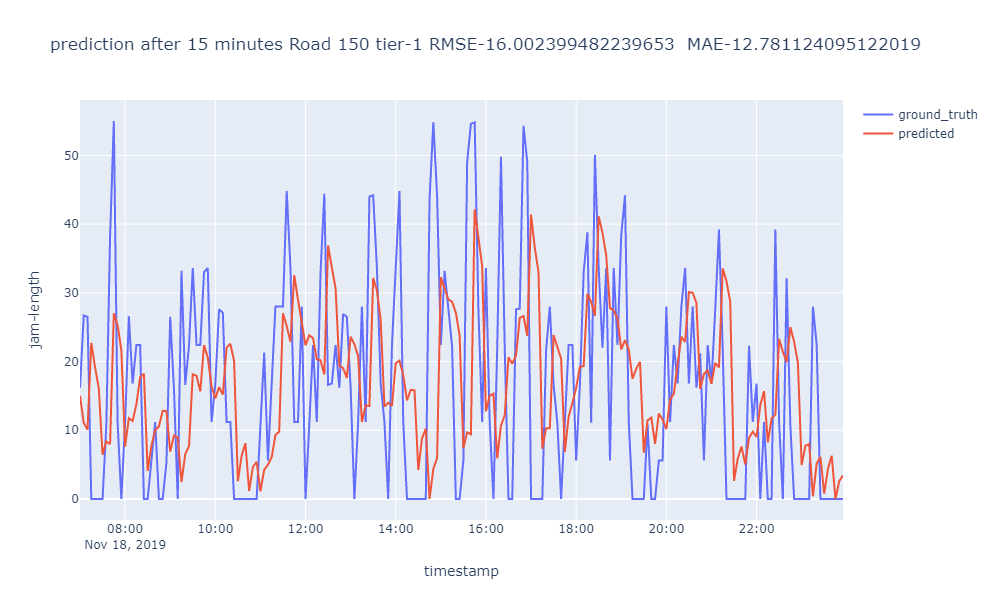 prediction after 15 minutes Road 150 tier-1 RMSE-16.002399482239653 MAE-12.781124095122019
ground_truth
predicted
50
40
30
20
10
0
jam-length
08:00 10:00 12:00 14:00 16:00 18:00 20:00 22:00
Nov 18, 2019
timestamp